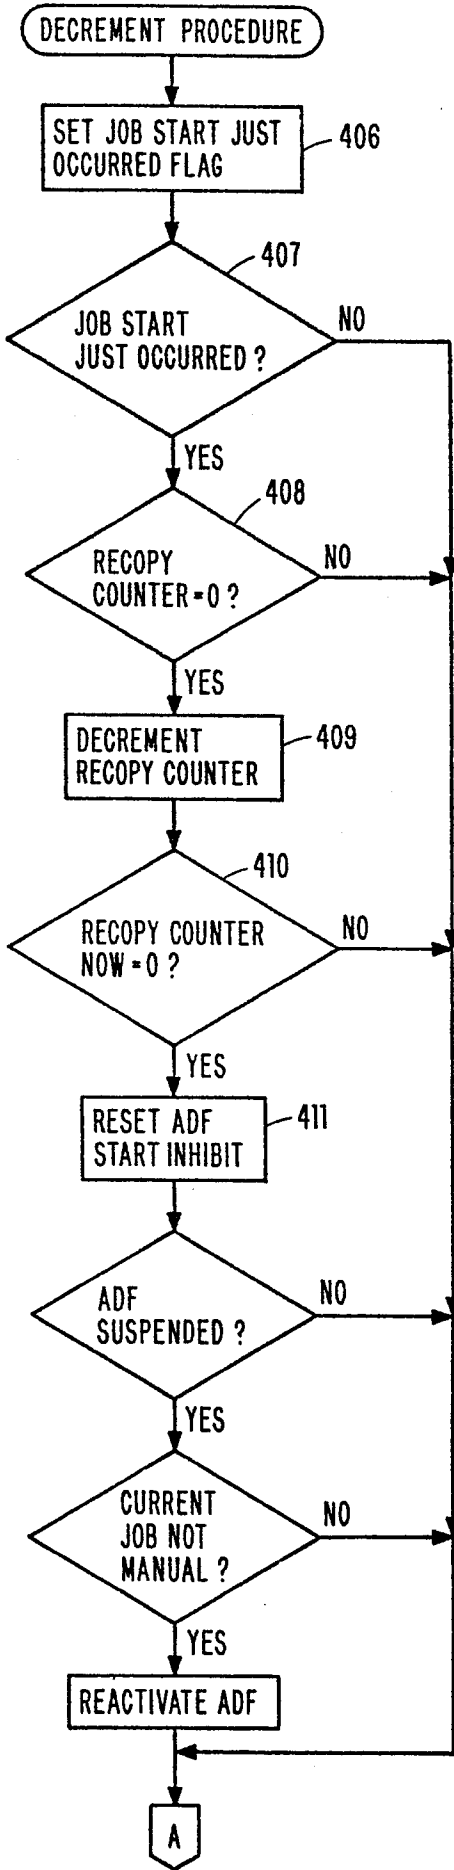 DECREMENT PROCEDURE
SET JOB START JUST
OCCURRED FLAG
406
407
JOB START
JUST OCCURRED ?
NO
YES
408
RECOPY
COUNTER=0 ?
NO
YES
DECREMENT
RECOPY COUNTER
409
410
RECOPY COUNTER
NOW=0 ?
NO
YES
RESET ADF
START INHIBIT
411
ADF
SUSPENDED ?
NO
YES
CURRENT
JOB NOT
MANUAL ?
NO
YES
REACTIVATE ADF
A